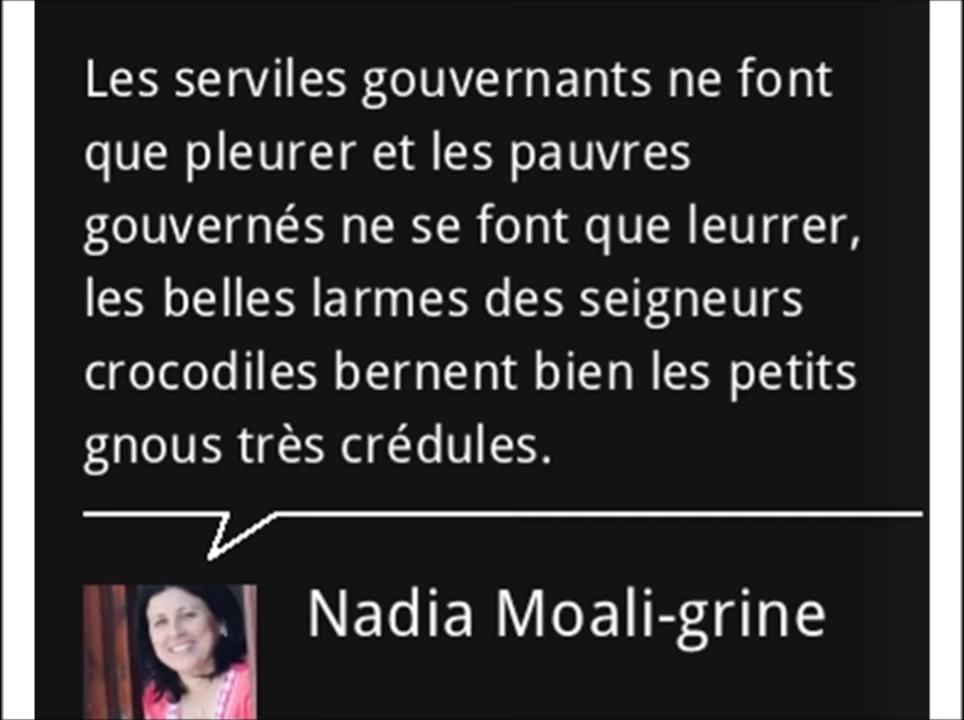 Les serviles gouvernants ne font
que pleurer et les pauvres
gouvernés ne se font que leurrer,
les belles larmes des seigneurs
crocodiles bernent bien les petits
gnous très crédules.
Nadia Moali-grine